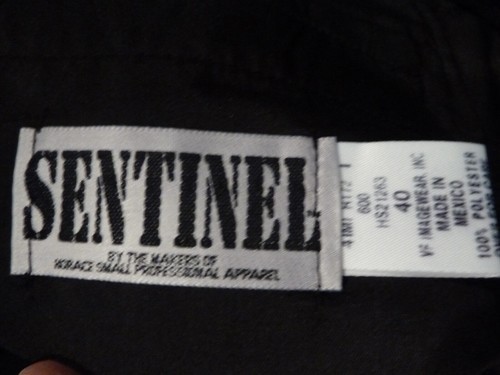 SENTINEL
BY THE MAKERS OF
HORACE SMALL PROFESSIONAL APPAREL
600
HS21263
40
VF IMAGEWEAR, INC
MADE IN
MEXICO
100% POLYESTER